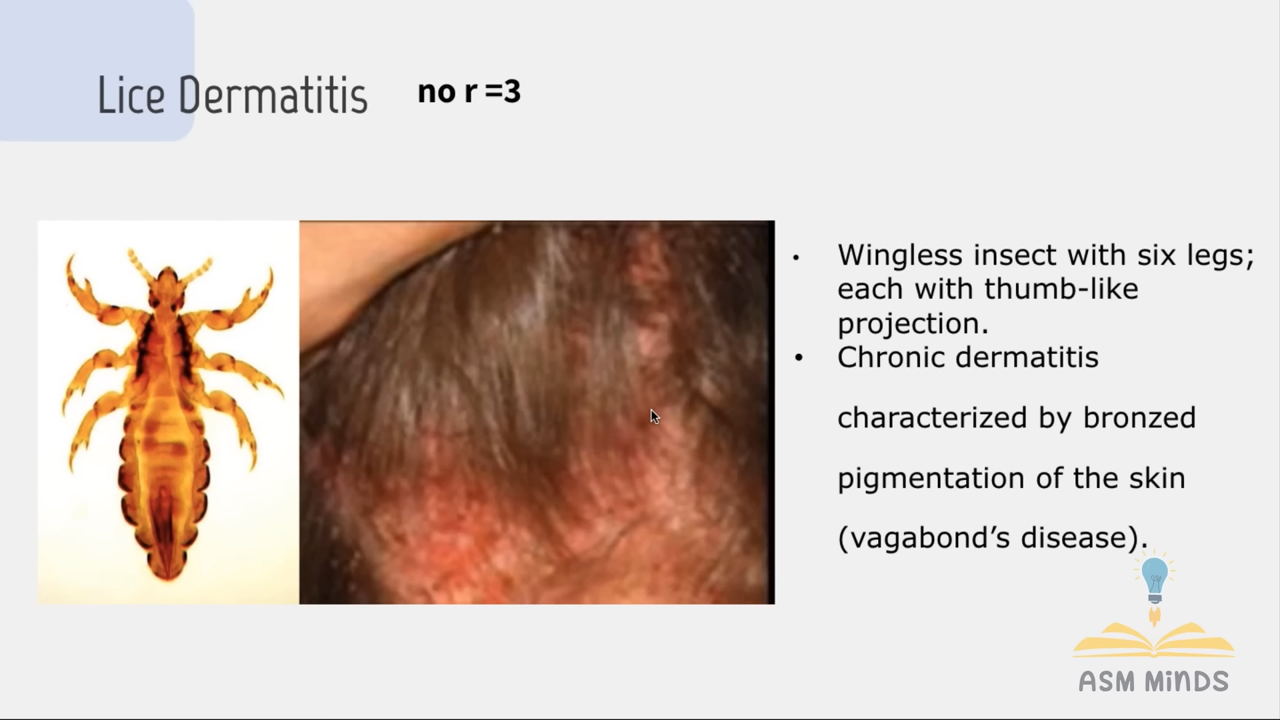 Lice Dermatitis
no r =3
• Wingless insect with six legs;
each with thumb-like
projection.
• Chronic dermatitis
characterized by bronzed
pigmentation of the skin
(vagabond’s disease).
ASM MiNDS